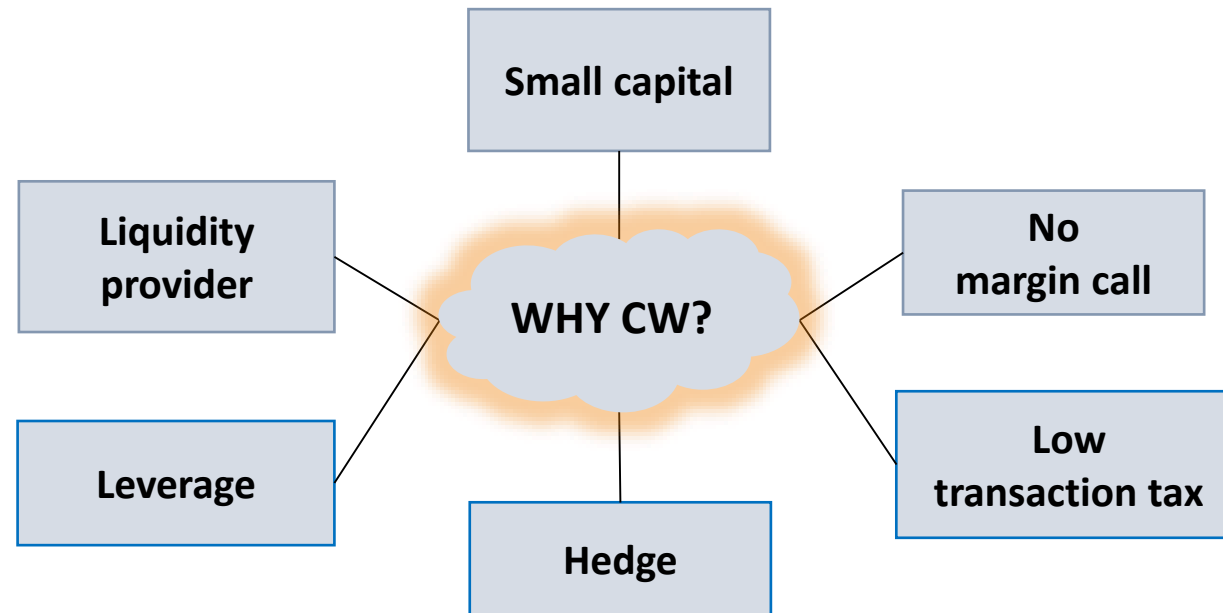 Small capital
Liquidity
provider
No
margin call
WHY CW?
Leverage
Low
transaction tax
Hedge